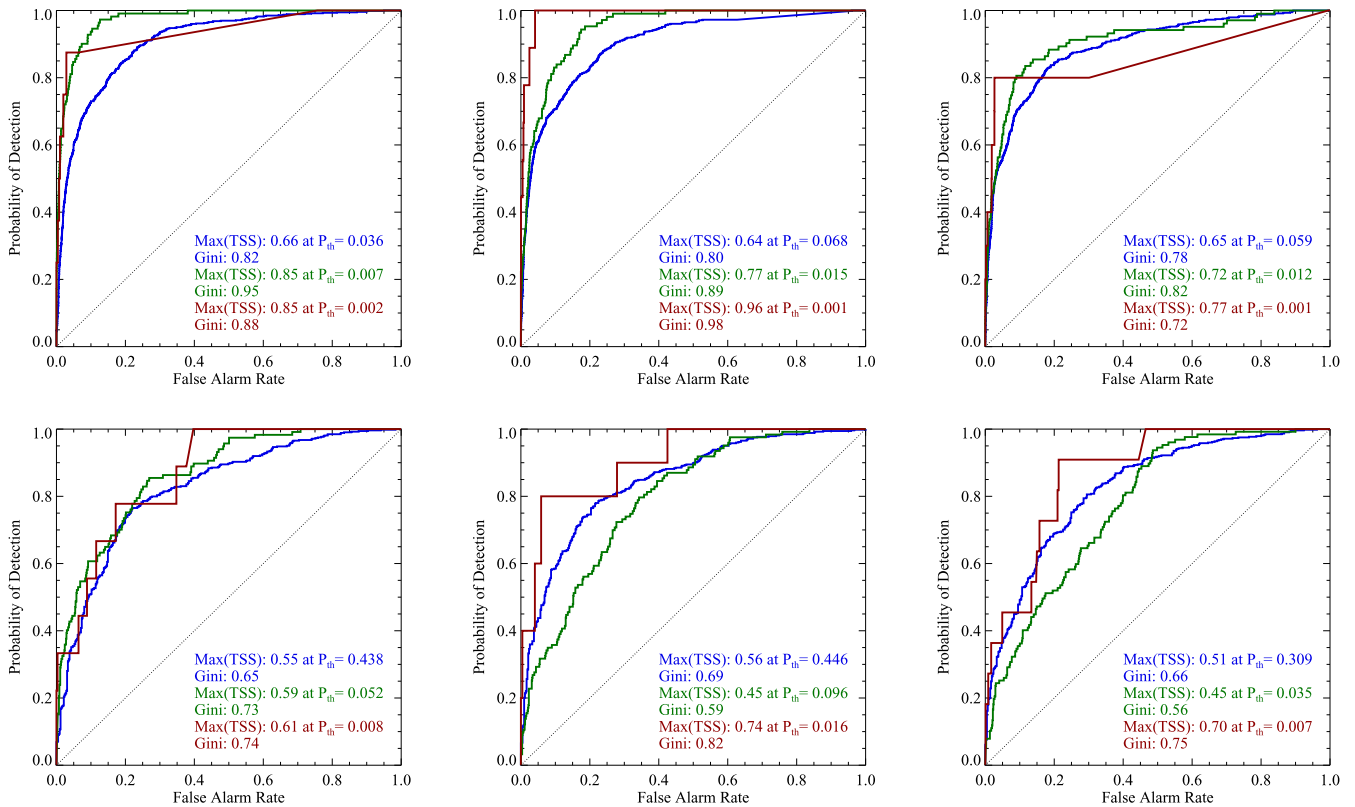 1.0
0.8
0.6
0.4
0.2
0.0
Probability of Detection
Max(TSS): 0.66 at Pth= 0.036
Gini: 0.82
Max(TSS): 0.85 at Pth= 0.007
Gini: 0.95
Max(TSS): 0.85 at Pth= 0.002
Gini: 0.88
0.0 0.2 0.4 0.6 0.8 1.0
False Alarm Rate
1.0
0.8
0.6
0.4
0.2
0.0
Probability of Detection
Max(TSS): 0.64 at Pth= 0.068
Gini: 0.80
Max(TSS): 0.77 at Pth= 0.015
Gini: 0.89
Max(TSS): 0.96 at Pth= 0.001
Gini: 0.98
0.0 0.2 0.4 0.6 0.8 1.0
False Alarm Rate
1.0
0.8
0.6
0.4
0.2
0.0
Probability of Detection
Max(TSS): 0.65 at Pth= 0.059
Gini: 0.78
Max(TSS): 0.72 at Pth= 0.012
Gini: 0.82
Max(TSS): 0.77 at Pth= 0.001
Gini: 0.72
0.0 0.2 0.4 0.6 0.8 1.0
False Alarm Rate
1.0
0.8
0.6
0.4
0.2
0.0
Probability of Detection
Max(TSS): 0.55 at Pth= 0.438
Gini: 0.65
Max(TSS): 0.59 at Pth= 0.052
Gini: 0.73
Max(TSS): 0.61 at Pth= 0.008
Gini: 0.74
0.0 0.2 0.4 0.6 0.8 1.0
False Alarm Rate
1.0
0.8
0.6
0.4
0.2
0.0
Probability of Detection
Max(TSS): 0.56 at Pth= 0.446
Gini: 0.69
Max(TSS): 0.45 at Pth= 0.096
Gini: 0.59
Max(TSS): 0.74 at Pth= 0.016
Gini: 0.82
0.0 0.2 0.4 0.6 0.8 1.0
False Alarm Rate
1.0
0.8
0.6
0.4
0.2
0.0
Probability of Detection
Max(TSS): 0.51 at Pth= 0.309
Gini: 0.66
Max(TSS): 0.45 at Pth= 0.035
Gini: 0.56
Max(TSS): 0.70 at Pth= 0.007
Gini: 0.75
0.0 0.2 0.4 0.6 0.8 1.0
False Alarm Rate